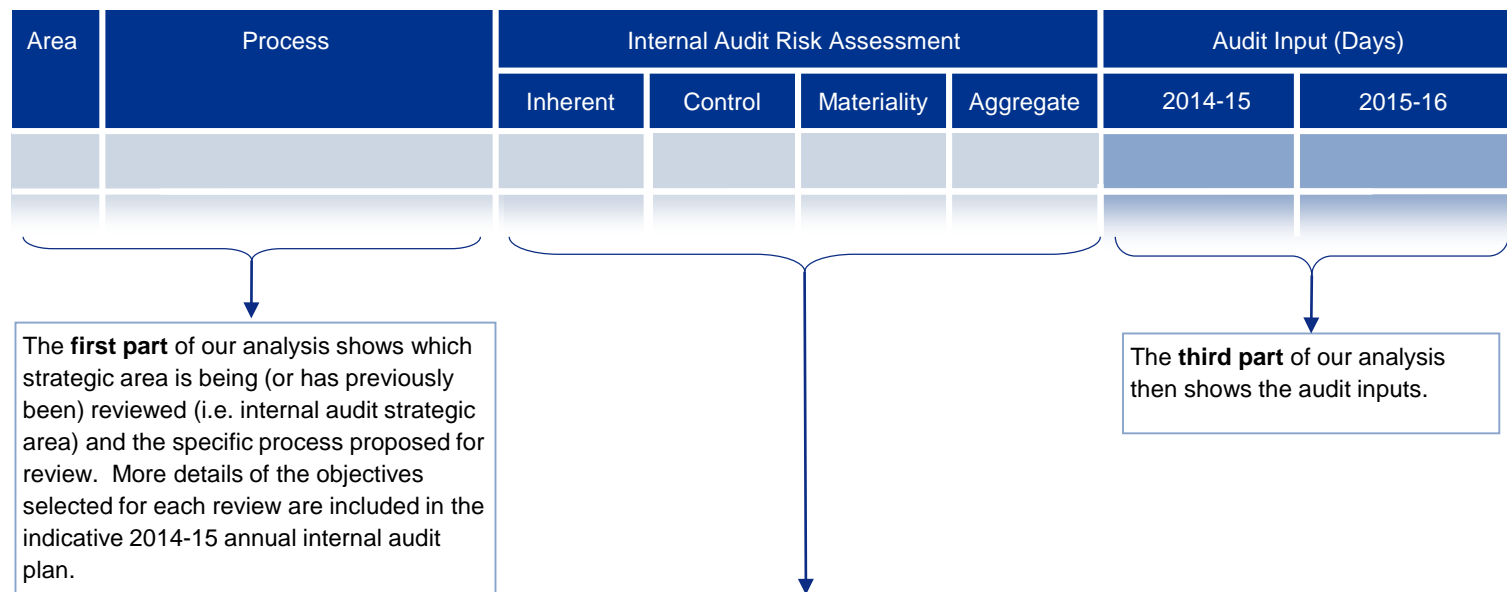 Area Process Internal Audit Risk Assessment Audit Input (Days)
Inherent Control Materiality Aggregate 2014-15 2015-16
The first part of our analysis shows which
strategic area is being (or has previously
been) reviewed (i.e. internal audit strategic
area) and the specific process proposed for
review. More details of the objectives
selected for each review are included in the
indicative 2014-15 annual internal audit
plan.
The third part of our analysis
then shows the audit inputs.